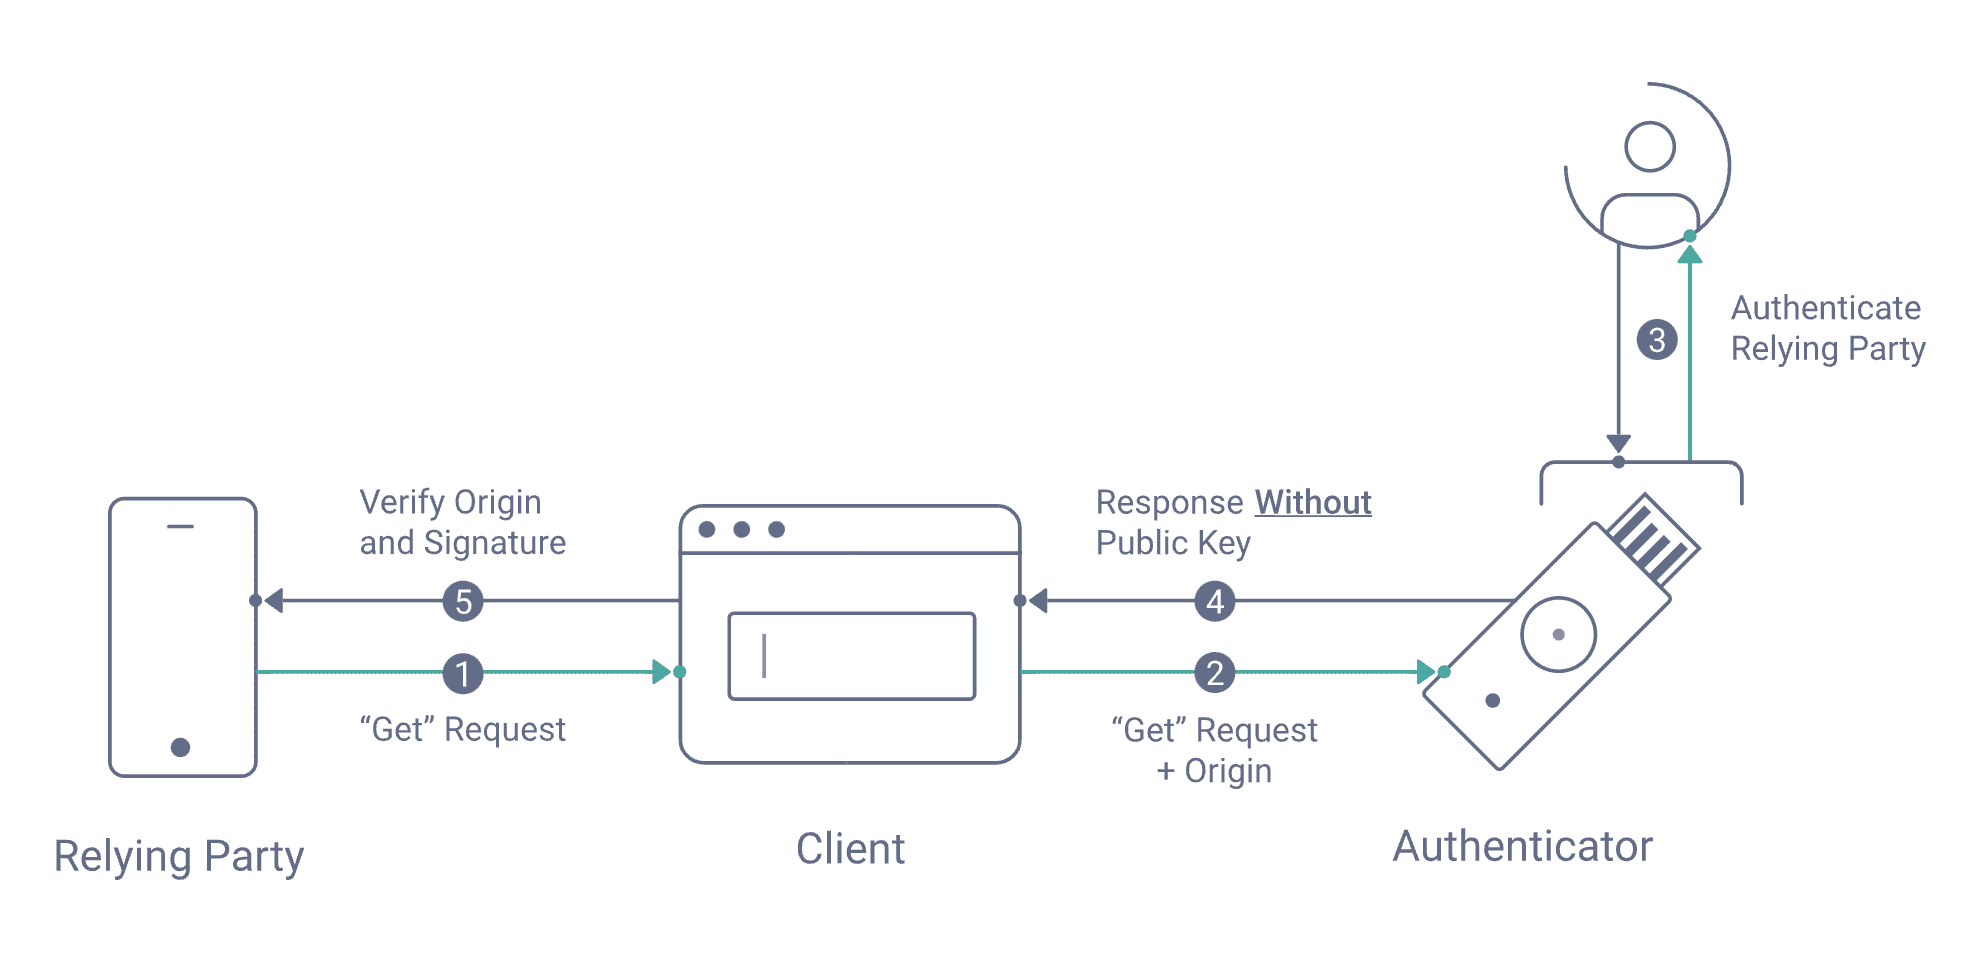 3
Authenticate
Relying Party
Verify Origin
and Signature
5
1
“Get” Request
Response Without
Public Key
4
2
“Get” Request
+ Origin
Relying Party
Client
Authenticator